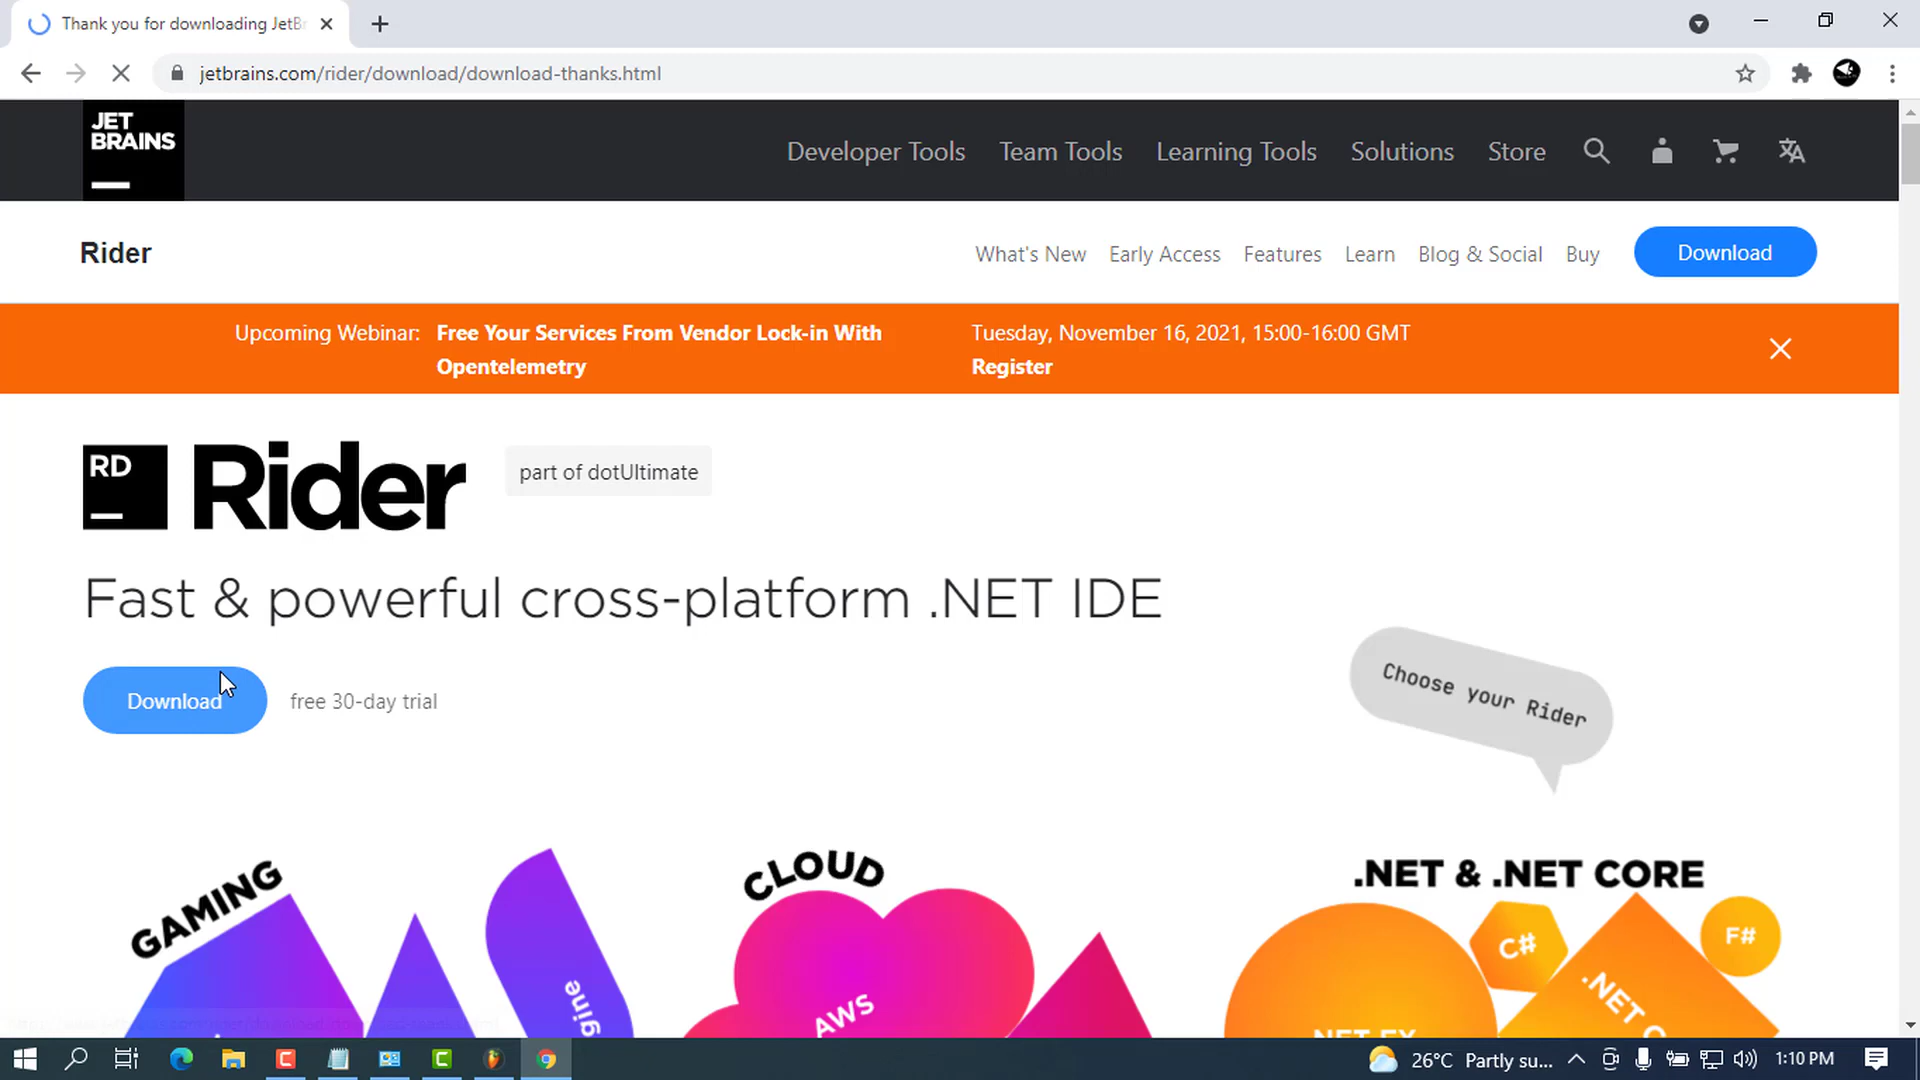 Thank you for downloading JetBr
jetbrains.com/rider/download/download-thanks.html
JET
BRAINS
Developer Tools
Team Tools
Learning Tools
Solutions
Store
Rider
What's New
Early Access
Features
Learn
Blog & Social
Buy
Download
Upcoming Webinar:
Free Your Services From Vendor Lock-in With
Opentelemetry
Tuesday, November 16, 2021, 15:00-16:00 GMT
Register
RD
Rider
part of dotUltimate
Fast & powerful cross-platform .NET IDE
Download
free 30-day trial
Choose your Rider
GAMING
CLOUD
.NET & .NET CORE
C#
F#
gine
AWS
.NET C
26°C Partly su...
1:10 PM